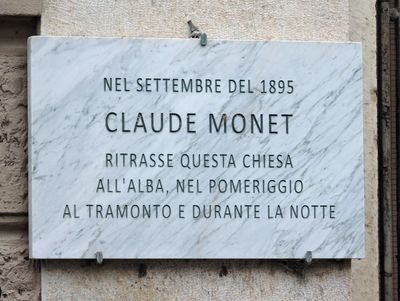 NEL SETTEMBRE DEL 1895
CLAUDE MONET
RITRASSE QUESTA CHIESA
ALL'ALBA, NEL POMERIGGIO
AL TRAMONTO E DURANTE LA NOTTE